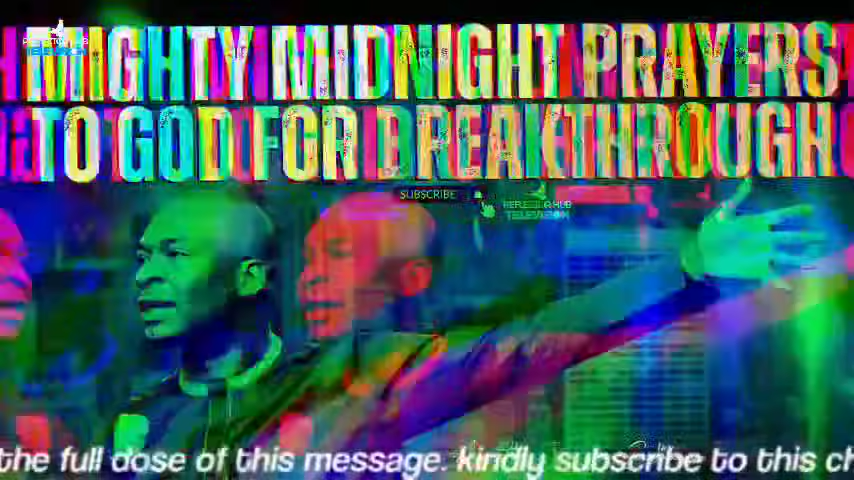 MIGHTY MIDNIGHT PRAYERS
TO GOD FOR BREAKTHROUGH
SUBSCRIBE
HUB
TELEVISION
the full dose of this message. kindly subscribe to this ch